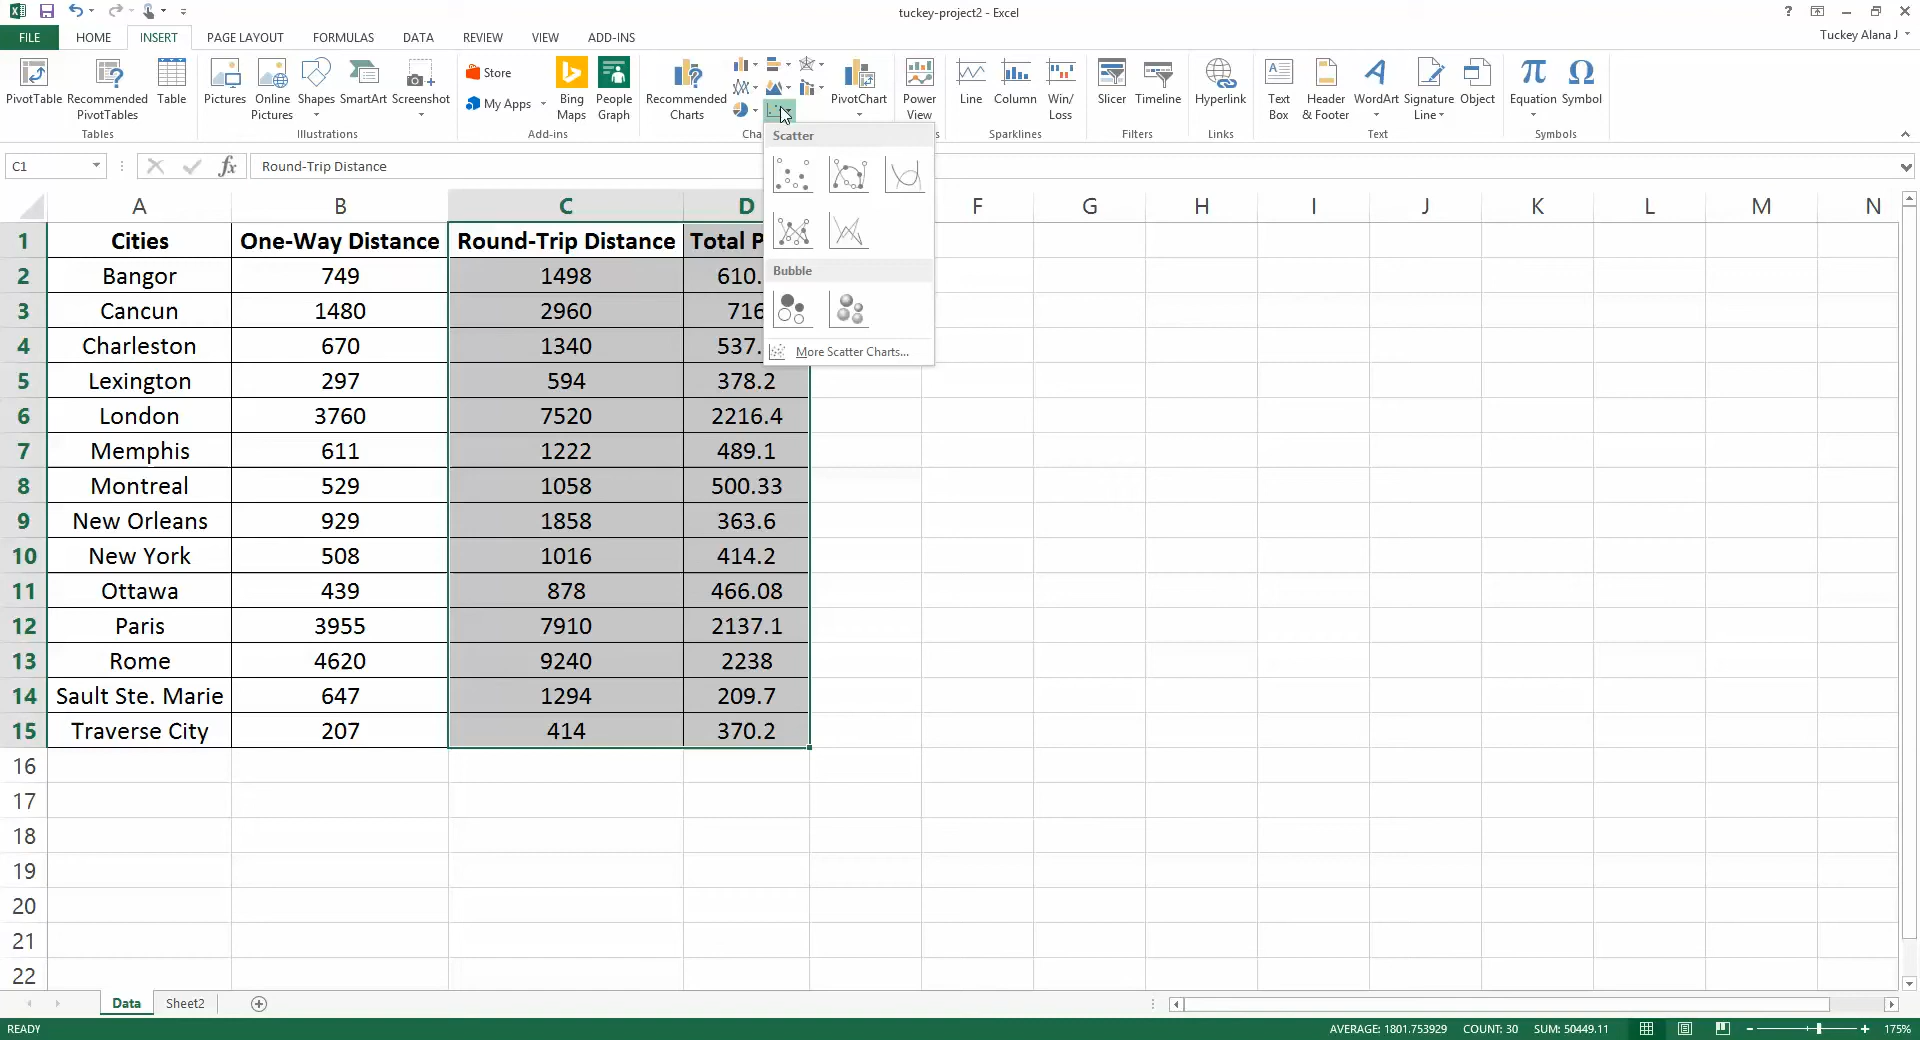 tuckey-project2 - Excel
?
FILE HOME INSERT PAGE LAYOUT FORMULAS DATA REVIEW VIEW ADD-INS Tuckey Alana J
PivotTable Recommended PivotTables Table
Tables
Pictures Online Pictures Shapes SmartArt Screenshot
Illustrations
Store
My Apps
Bing Maps People Graph
Add-ins
Recommended Charts
PivotChart
Power View
Line Column Win/ Loss
Sparklines
Slicer Timeline
Filters
Hyperlink
Links
Text Box Header & Footer WordArt Signature Line Object
Text
Equation Symbol
Symbols
C1 fx Round-Trip Distance
Scatter
Bubble
More Scatter Charts...
A B C D F G H I J K L M N
1 Cities One-Way Distance Round-Trip Distance Total P
2 Bangor 749 1498 610.
3 Cancun 1480 2960 716
4 Charleston 670 1340 537.
5 Lexington 297 594 378.2
6 London 3760 7520 2216.4
7 Memphis 611 1222 489.1
8 Montreal 529 1058 500.33
9 New Orleans 929 1858 363.6
10 New York 508 1016 414.2
11 Ottawa 439 878 466.08
12 Paris 3955 7910 2137.1
13 Rome 4620 9240 2238
14 Sault Ste. Marie 647 1294 209.7
15 Traverse City 207 414 370.2
16
17
18
19
20
21
22
Data Sheet2
READY AVERAGE: 1801.753929 COUNT: 30 SUM: 50449.11 175%